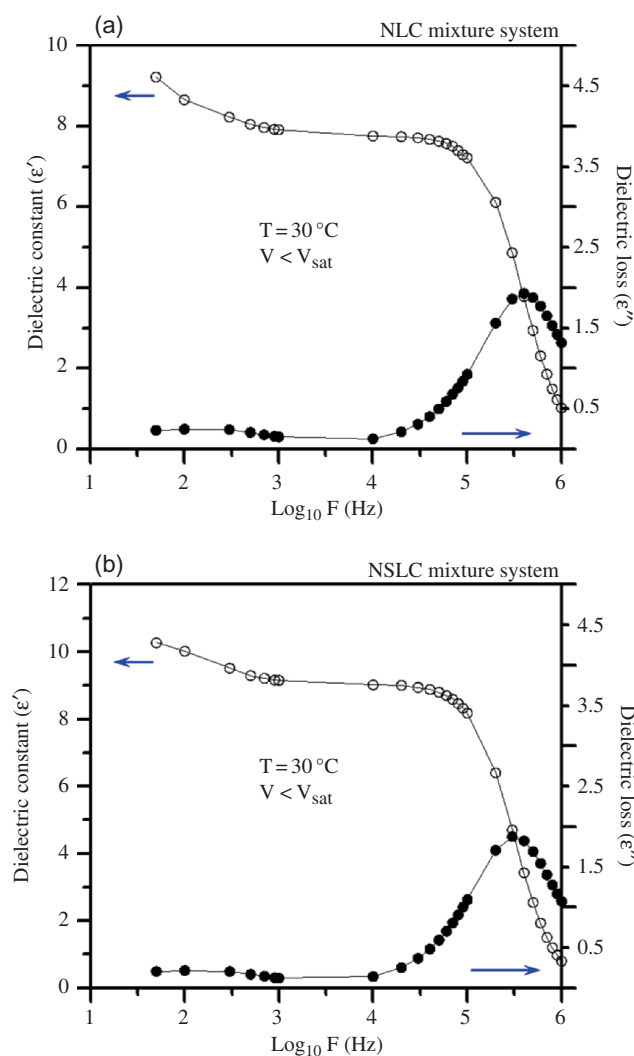 (a)
NLC mixture system
10
8
6
4
2
0
Dielectric constant (ε′)
T = 30 °C
V < Vsat
4.5
3.5
2.5
1.5
0.5
Dielectric loss (ε″)
1 2 3 4 5 6
Log10 F (Hz)
(b)
NSLC mixture system
12
10
8
6
4
2
0
Dielectric constant (ε′)
T = 30 °C
V < Vsat
4.5
3.5
2.5
1.5
0.5
Dielectric loss (ε″)
1 2 3 4 5 6
Log10 F (Hz)